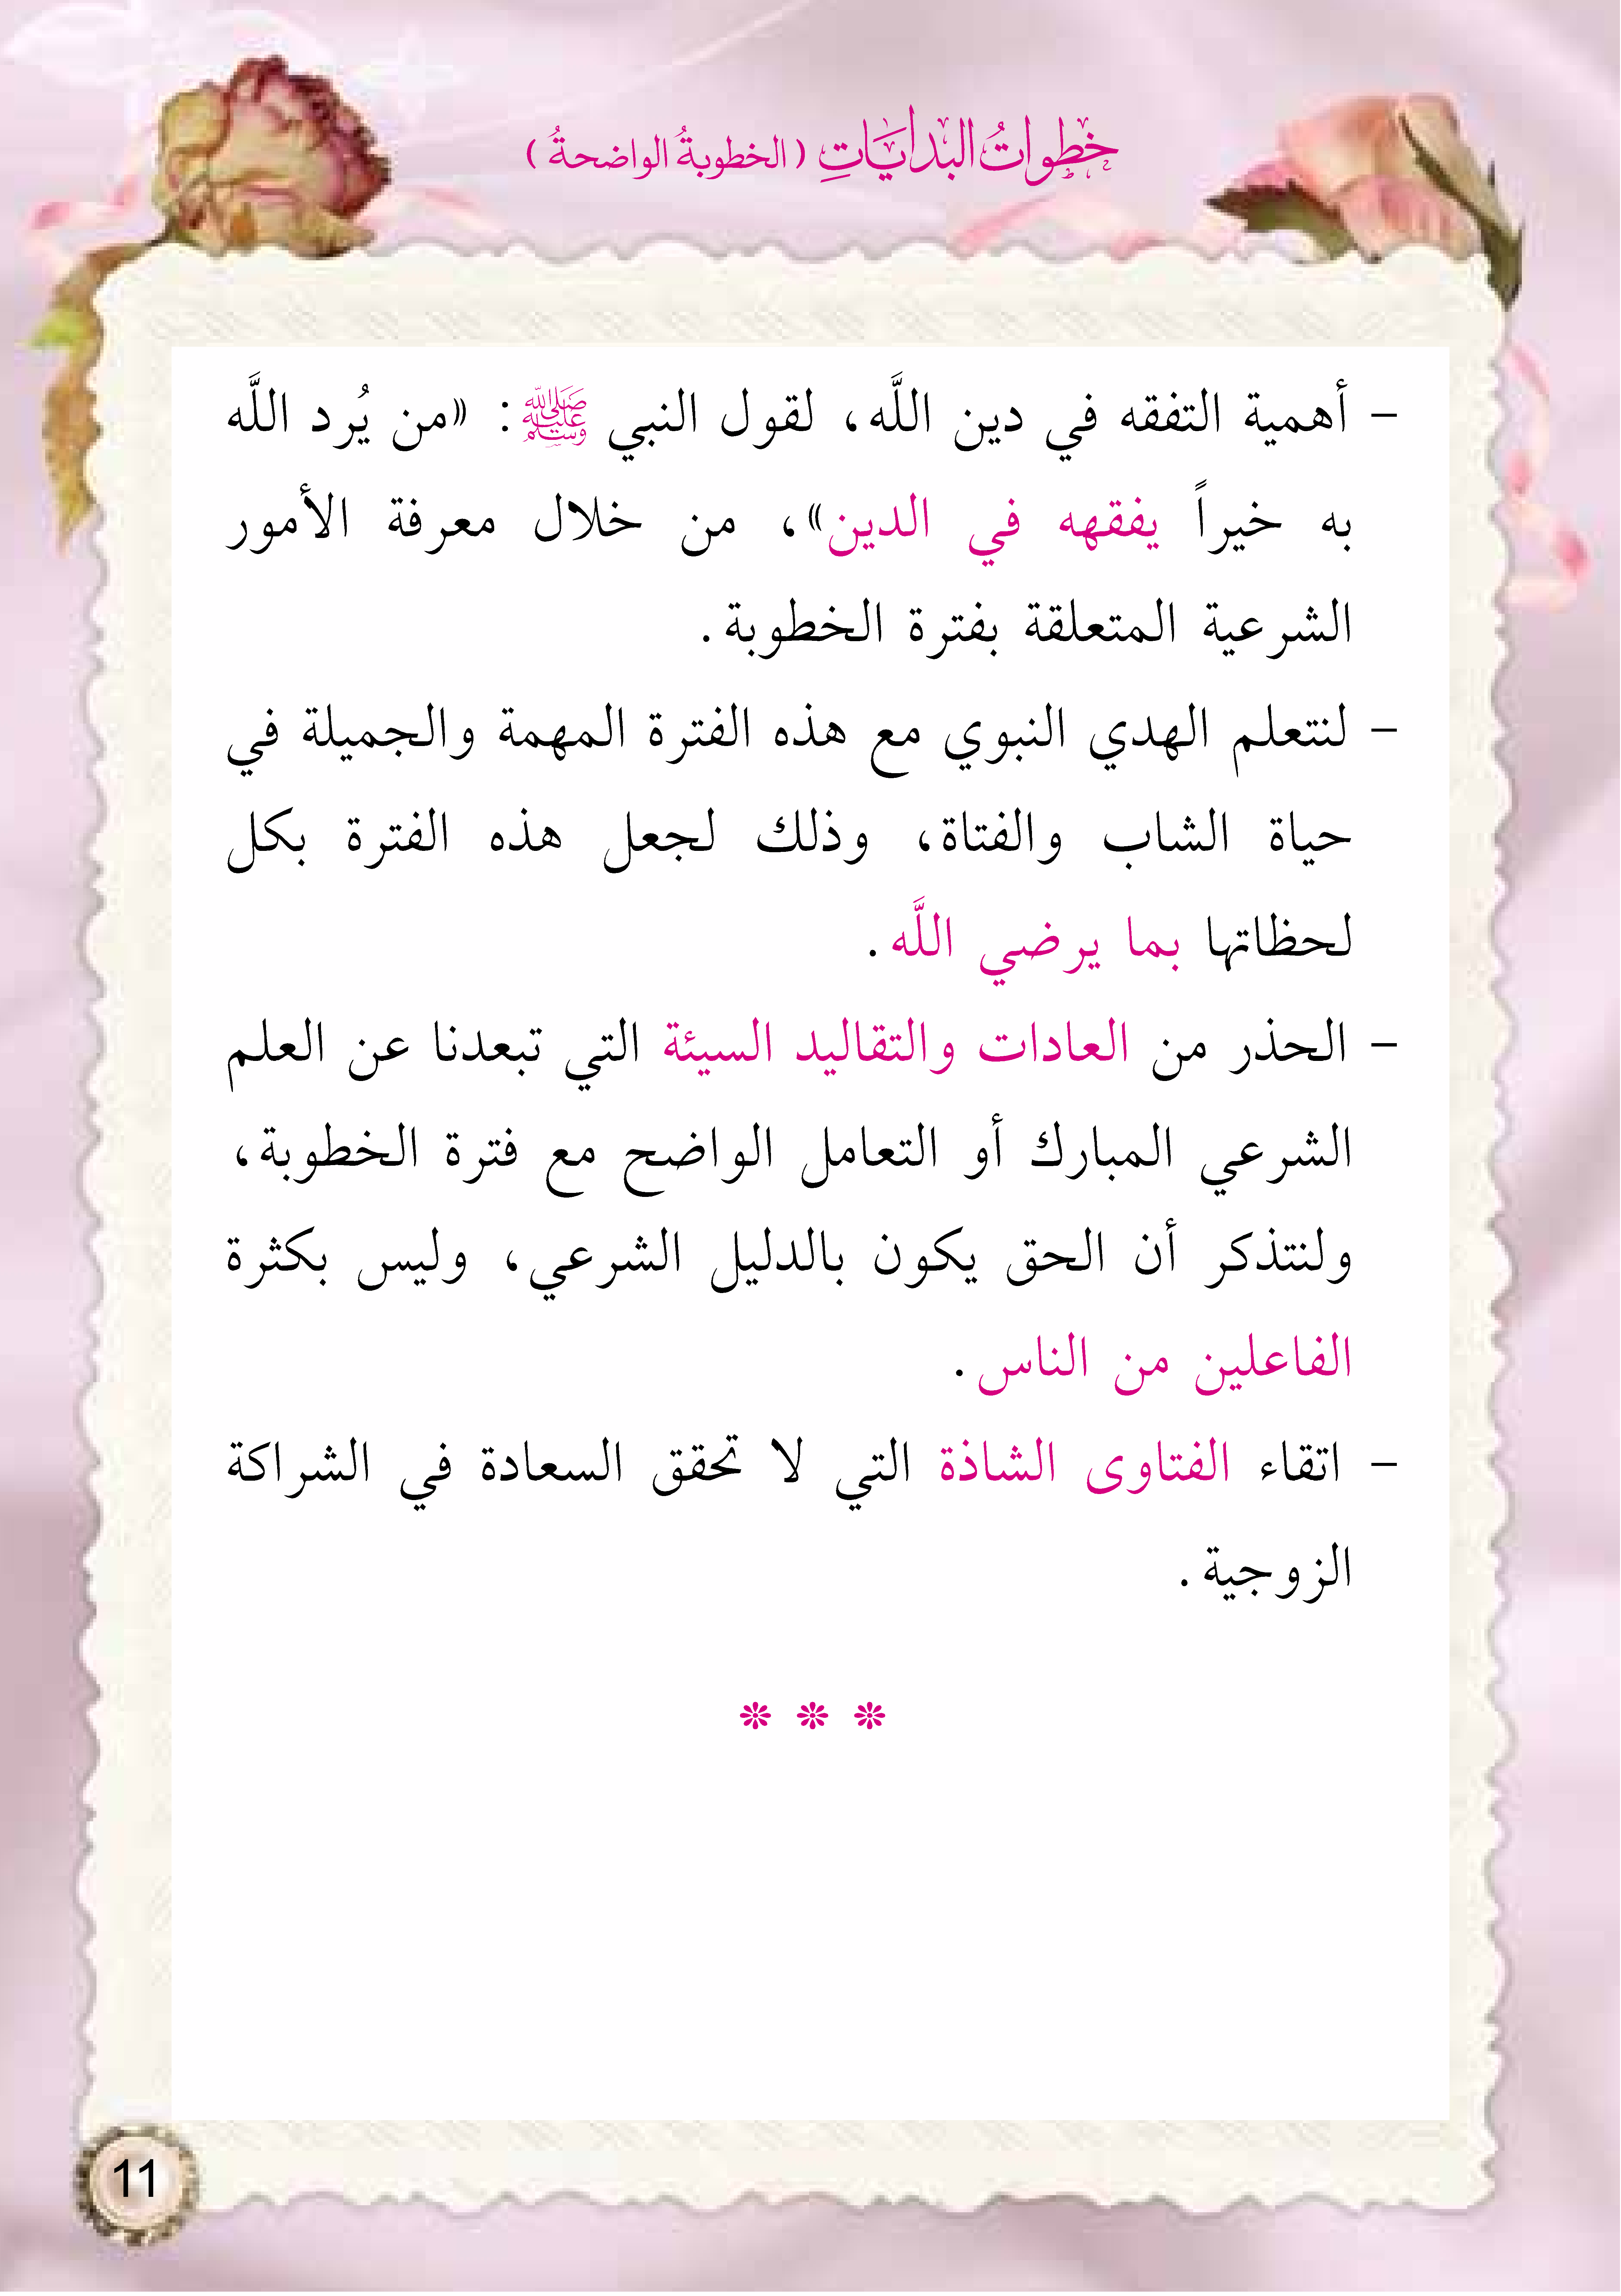 خطواتُ البداياتِ ( الخطوبةُ الواضحةُ )
- أهمية التفقه في دين اللَّه، لقول النبي ﷺ: «من يُرد اللَّه
به خيراً يفقهه في الدين»، من خلال معرفة الأمور
الشرعية المتعلقة بفترة الخطوبة.
- لنتعلم الهدي النبوي مع هذه الفترة المهمة والجميلة في
حياة الشاب والفتاة، وذلك لجعل هذه الفترة بكل
لحظاتها بما يرضي اللَّه.
- الحذر من العادات والتقاليد السيئة التي تبعدنا عن العلم
الشرعي المبارك أو التعامل الواضح مع فترة الخطوبة،
ولنتذكر أن الحق يكون بالدليل الشرعي، وليس بكثرة
الفاعلين من الناس.
- اتقاء الفتاوى الشاذة التي لا تحقق السعادة في الشراكة
الزوجية.
* * *
11